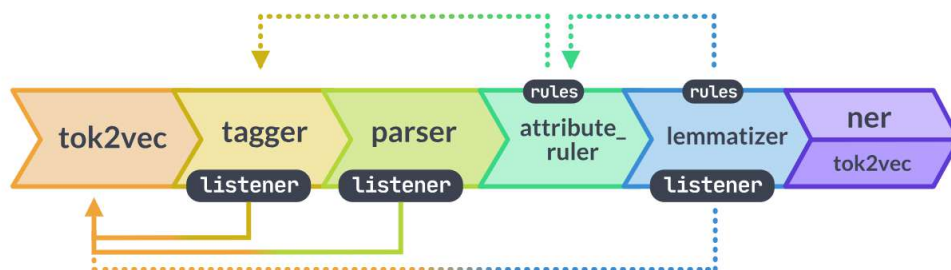 rules
rules
tok2vec
tagger
parser
attribute_
ruler
lemmatizer
ner
tok2vec
listener
listener
listener